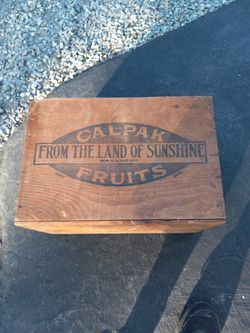 CALPAK
FROM THE LAND OF SUNSHINE
FRUITS